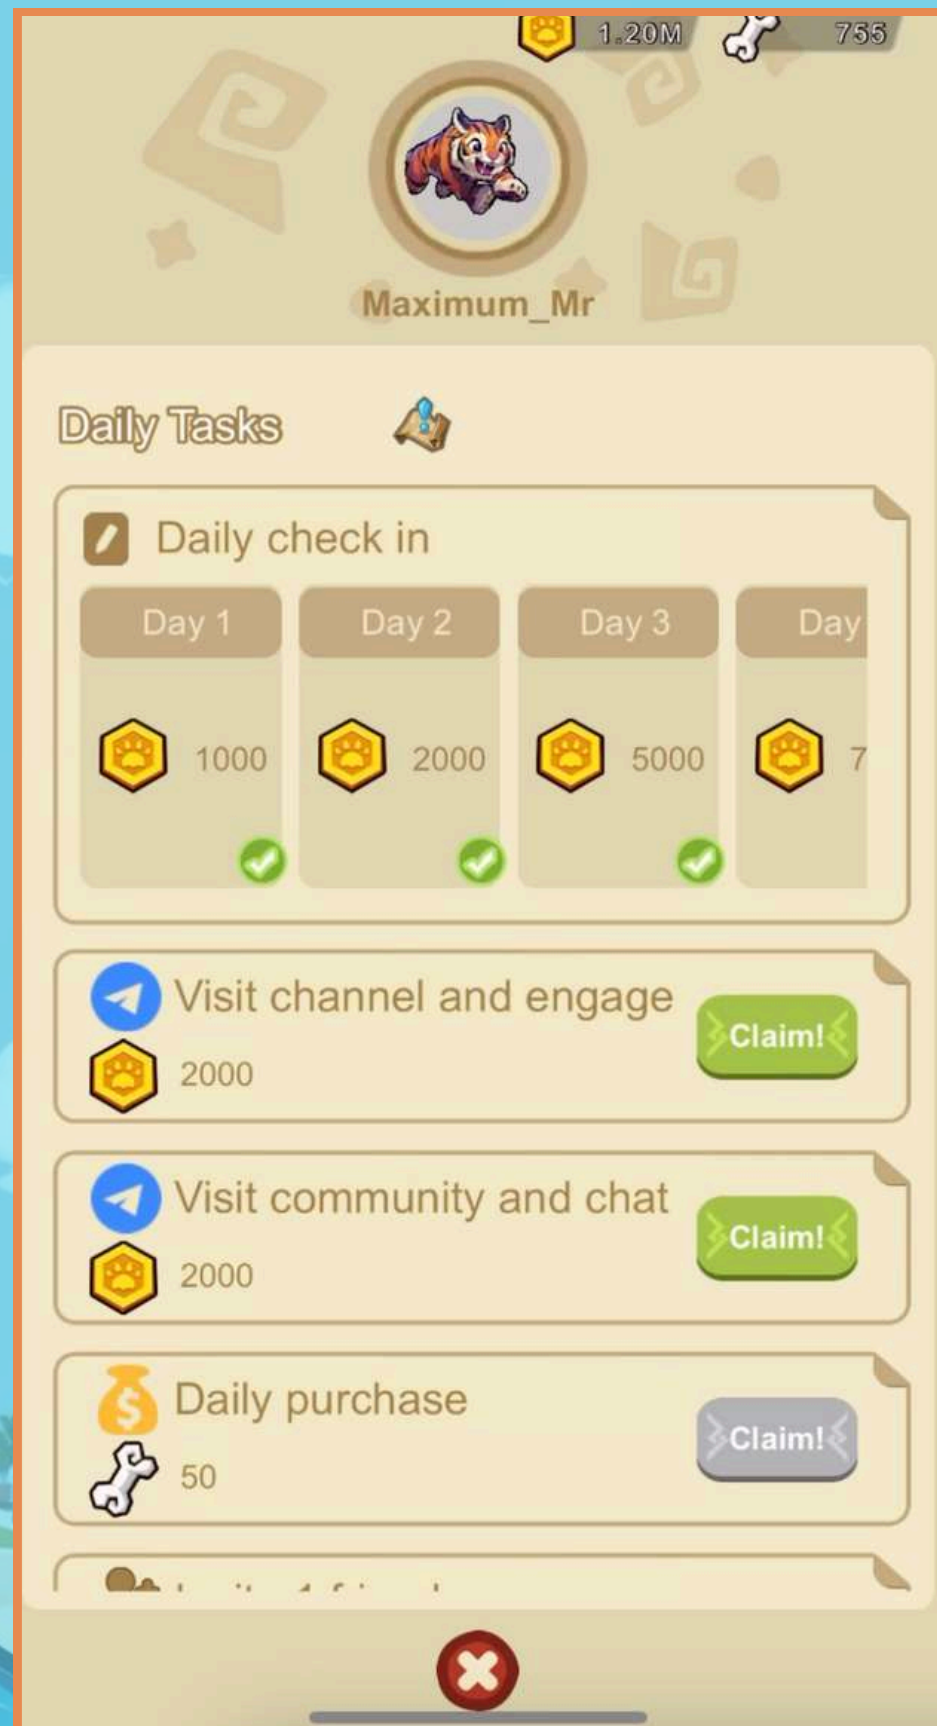 1.20M 755
Maximum_Mr
Daily Tasks
Daily check in
Day 1 Day 2 Day 3 Day
1000 2000 5000 7
Visit channel and engage
Claim!
2000
Visit community and chat
Claim!
2000
Daily purchase
Claim!
50